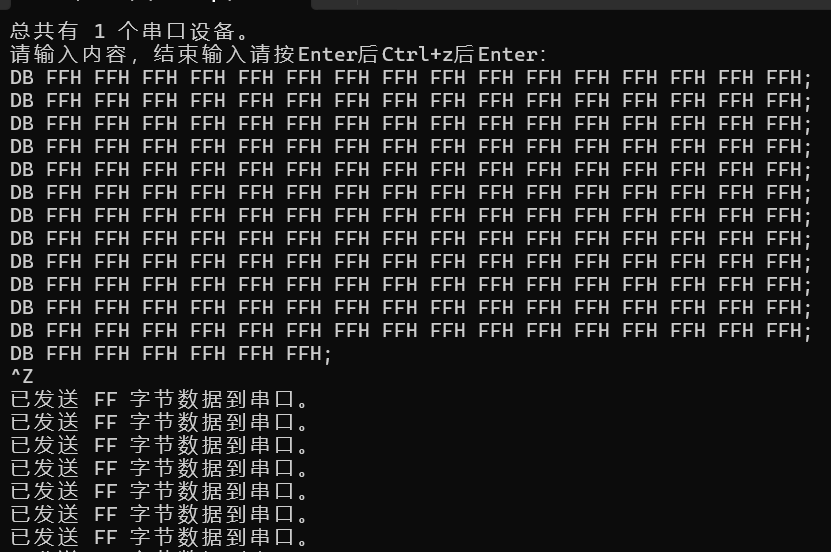 总共有 1 个串口设备。
请输入内容，结束输入请按Enter后Ctrl+z后Enter：
DB FFH FFH FFH FFH FFH FFH FFH FFH FFH FFH FFH FFH FFH FFH FFH FFH;
DB FFH FFH FFH FFH FFH FFH FFH FFH FFH FFH FFH FFH FFH FFH FFH FFH;
DB FFH FFH FFH FFH FFH FFH FFH FFH FFH FFH FFH FFH FFH FFH FFH FFH;
DB FFH FFH FFH FFH FFH FFH FFH FFH FFH FFH FFH FFH FFH FFH FFH FFH;
DB FFH FFH FFH FFH FFH FFH FFH FFH FFH FFH FFH FFH FFH FFH FFH FFH;
DB FFH FFH FFH FFH FFH FFH FFH FFH FFH FFH FFH FFH FFH FFH FFH FFH;
DB FFH FFH FFH FFH FFH FFH FFH FFH FFH FFH FFH FFH FFH FFH FFH FFH;
DB FFH FFH FFH FFH FFH FFH FFH FFH FFH FFH FFH FFH FFH FFH FFH FFH;
DB FFH FFH FFH FFH FFH FFH FFH FFH FFH FFH FFH FFH FFH FFH FFH FFH;
DB FFH FFH FFH FFH FFH FFH FFH FFH FFH FFH FFH FFH FFH FFH FFH FFH;
DB FFH FFH FFH FFH FFH FFH FFH FFH FFH FFH FFH FFH FFH FFH FFH FFH;
DB FFH FFH FFH FFH FFH FFH FFH FFH FFH FFH FFH FFH FFH FFH FFH FFH;
DB FFH FFH FFH FFH FFH FFH;
^Z
已发送 FF 字节数据到串口。
已发送 FF 字节数据到串口。
已发送 FF 字节数据到串口。
已发送 FF 字节数据到串口。
已发送 FF 字节数据到串口。
已发送 FF 字节数据到串口。
已发送 FF 字节数据到串口。